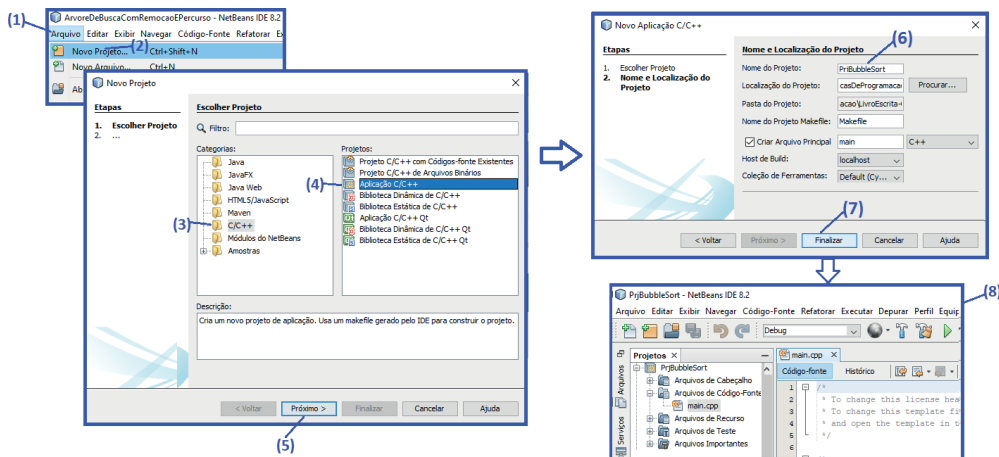 (1)
ArvoreDeBuscaComRemocaoEPercurso - NetBeans IDE 8.2
Arquivo Editar Exibir Navegar Código-Fonte Refatorar
(2)
Novo Projeto... Ctrl+Shift+N
Novo Arquivo... Ctrl+N
Ab
Novo Projeto
Etapas
1. Escolher Projeto
2. ...
Escolher Projeto
Filtro:
Categorias:
Java
JavaFX
Java Web
HTML5/JavaScript
Maven
(3)
C/C++
Módulos do NetBeans
Amostras
Projetos:
Projeto C/C++ com Códigos-fonte Existentes
Projeto C/C++ de Arquivos Binários
(4)
Aplicação C/C++
Biblioteca Dinâmica de C/C++
Biblioteca Estática de C/C++
Aplicação C/C++ Qt
Biblioteca Dinâmica de C/C++ Qt
Biblioteca Estática de C/C++ Qt
Descrição:
Cria um novo projeto de aplicação. Usa um makefile gerado pelo IDE para construir o projeto.
< Voltar Próximo > Finalizar Cancelar Ajuda
(5)
Novo Aplicação C/C++
Etapas
1. Escolher Projeto
2. Nome e Localização do
Projeto
Nome e Localização do Projeto
(6)
Nome do Projeto: PrjBubbleSort
Localização do Projeto: casDeProgramaca Procurar...
Pasta do Projeto: acao\LivroEscrita
Nome do Projeto Makefile: Makefile
Criar Arquivo Principal main C++
Host de Build: localhost
Coleção de Ferramentas: Default (Cy...
(7)
< Voltar Próximo > Finalizar Cancelar Ajuda
(8)
PrjBubbleSort - NetBeans IDE 8.2
Arquivo Editar Exibir Navegar Código-Fonte Refatorar Executar Depurar Perfil Equip
Debug
Projetos
main.cpp
Arquivos
Serviços
PrjBubbleSort
Arquivos de Cabeçalho
Arquivos de Código-Fonte
main.cpp
Arquivos de Recurso
Arquivos de Teste
Arquivos Importantes
Código-fonte Histórico
1 /*
2 * To change this license hea
3 * To change this template fi
4 * and open the template in t
5 */
6